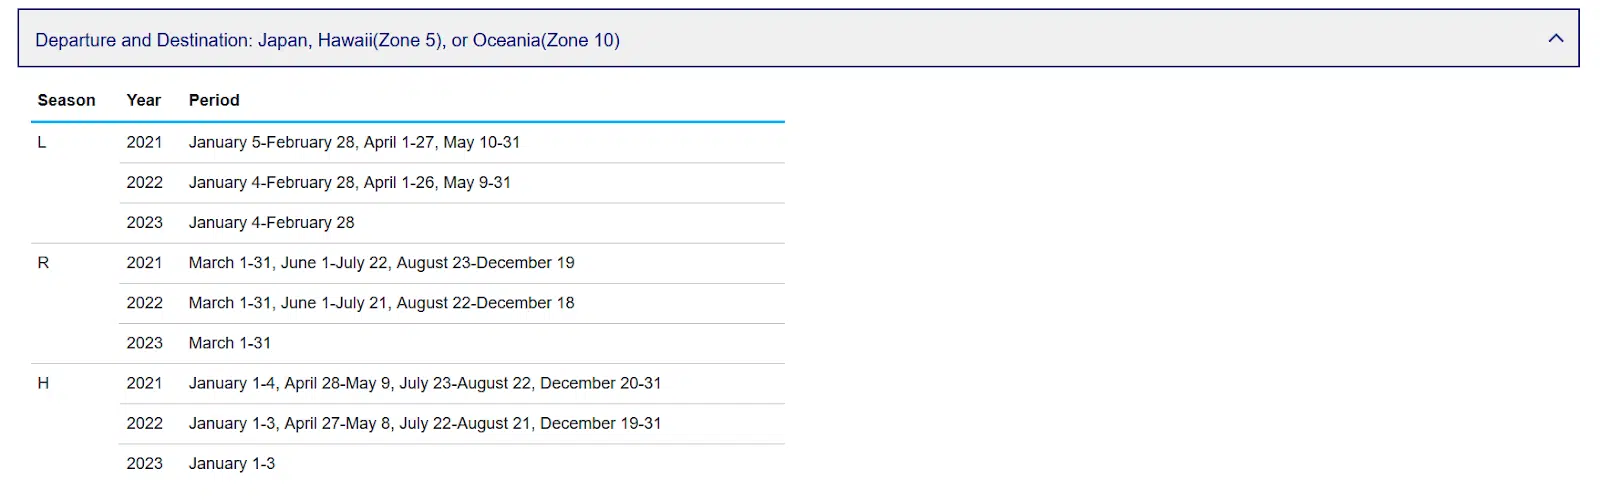 Departure and Destination: Japan, Hawaii(Zone 5), or Oceania(Zone 10)
Season Year Period
L 2021 January 5-February 28, April 1-27, May 10-31
2022 January 4-February 28, April 1-26, May 9-31
2023 January 4-February 28
R 2021 March 1-31, June 1-July 22, August 23-December 19
2022 March 1-31, June 1-July 21, August 22-December 18
2023 March 1-31
H 2021 January 1-4, April 28-May 9, July 23-August 22, December 20-31
2022 January 1-3, April 27-May 8, July 22-August 21, December 19-31
2023 January 1-3